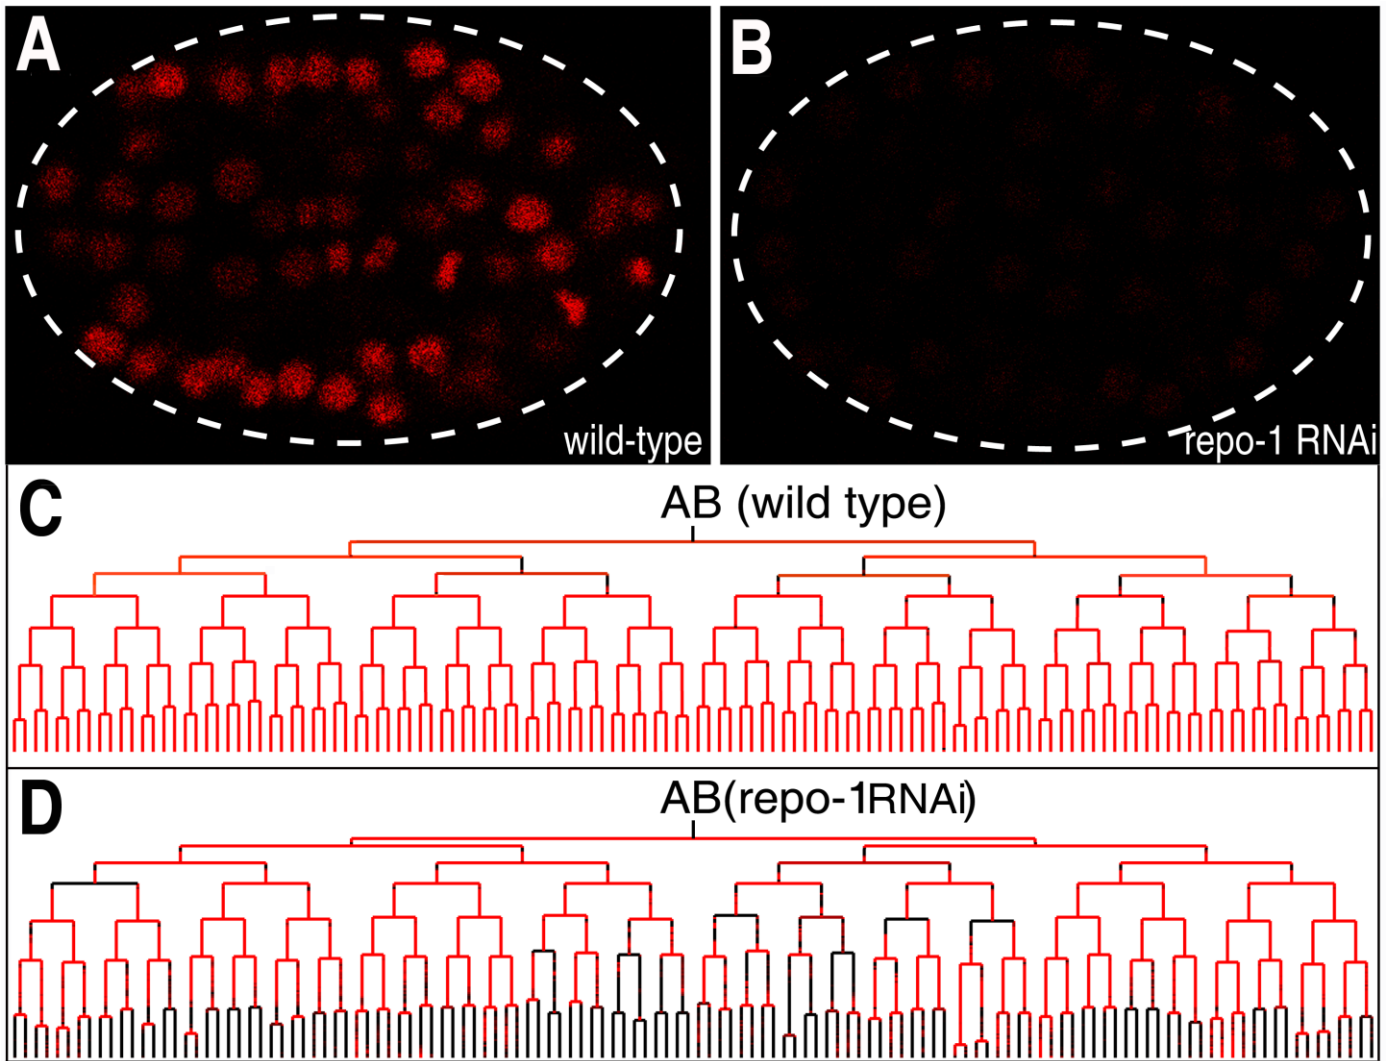 A
wild-type
B
repo-1 RNAi
C
AB (wild type)
D
AB(repo-1RNAi)